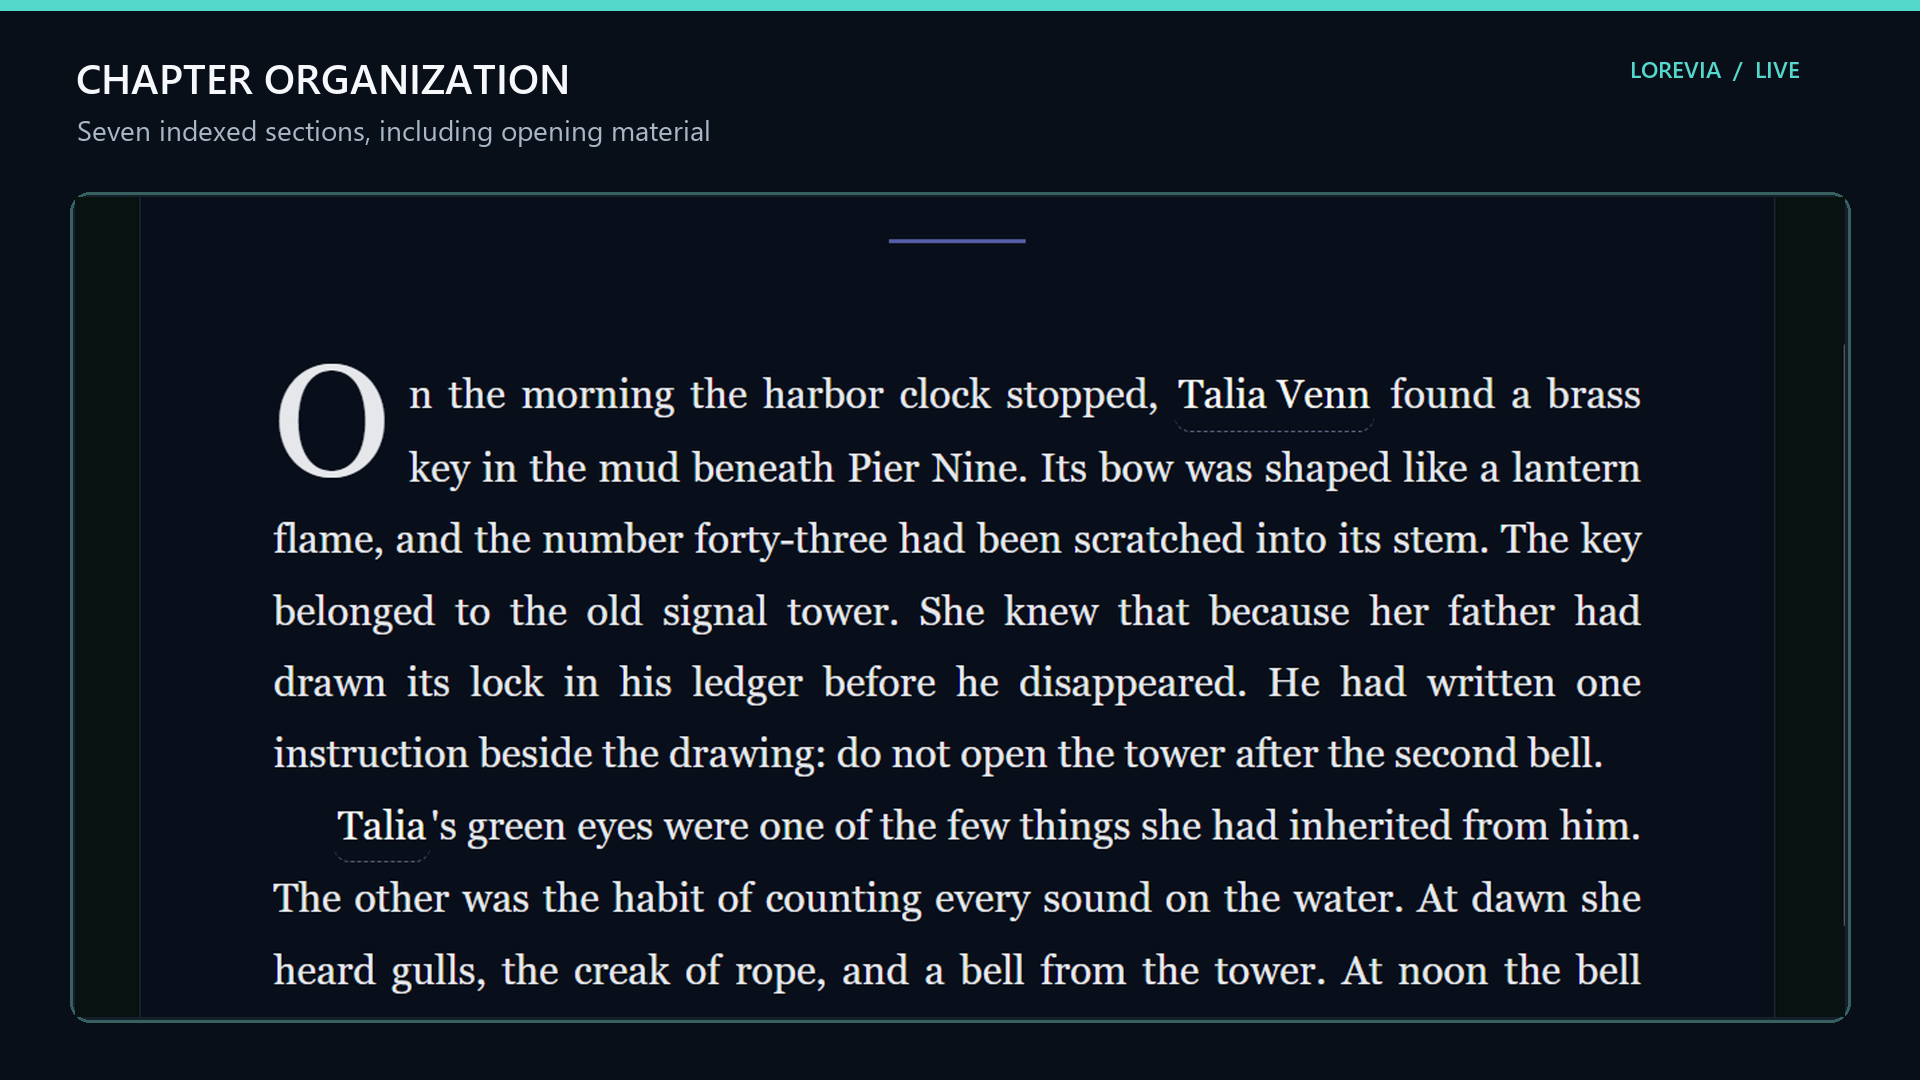 CHAPTER ORGANIZATION
LOREVIA / LIVE
Seven indexed sections, including opening material
On the morning the harbor clock stopped, Talia Venn found a brass
key in the mud beneath Pier Nine. Its bow was shaped like a lantern
flame, and the number forty-three had been scratched into its stem. The key
belonged to the old signal tower. She knew that because her father had
drawn its lock in his ledger before he disappeared. He had written one
instruction beside the drawing: do not open the tower after the second bell.
Talia's green eyes were one of the few things she had inherited from him.
The other was the habit of counting every sound on the water. At dawn she
heard gulls, the creak of rope, and a bell from the tower. At noon the bell